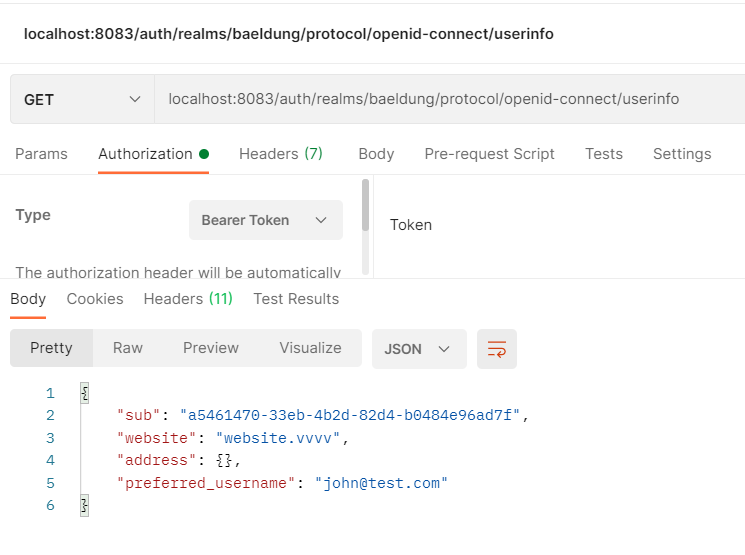 localhost:8083/auth/realms/baeldung/protocol/openid-connect/userinfo
GET localhost:8083/auth/realms/baeldung/protocol/openid-connect/userinfo
Params Authorization Headers (7) Body Pre-request Script Tests Settings
Type Bearer Token
Token
The authorization header will be automatically
Body Cookies Headers (11) Test Results
Pretty Raw Preview Visualize JSON
1 {
2 "sub": "a5461470-33eb-4b2d-82d4-b0484e96ad7f",
3 "website": "website.vvvv",
4 "address": {},
5 "preferred_username": "john@test.com"
6 }